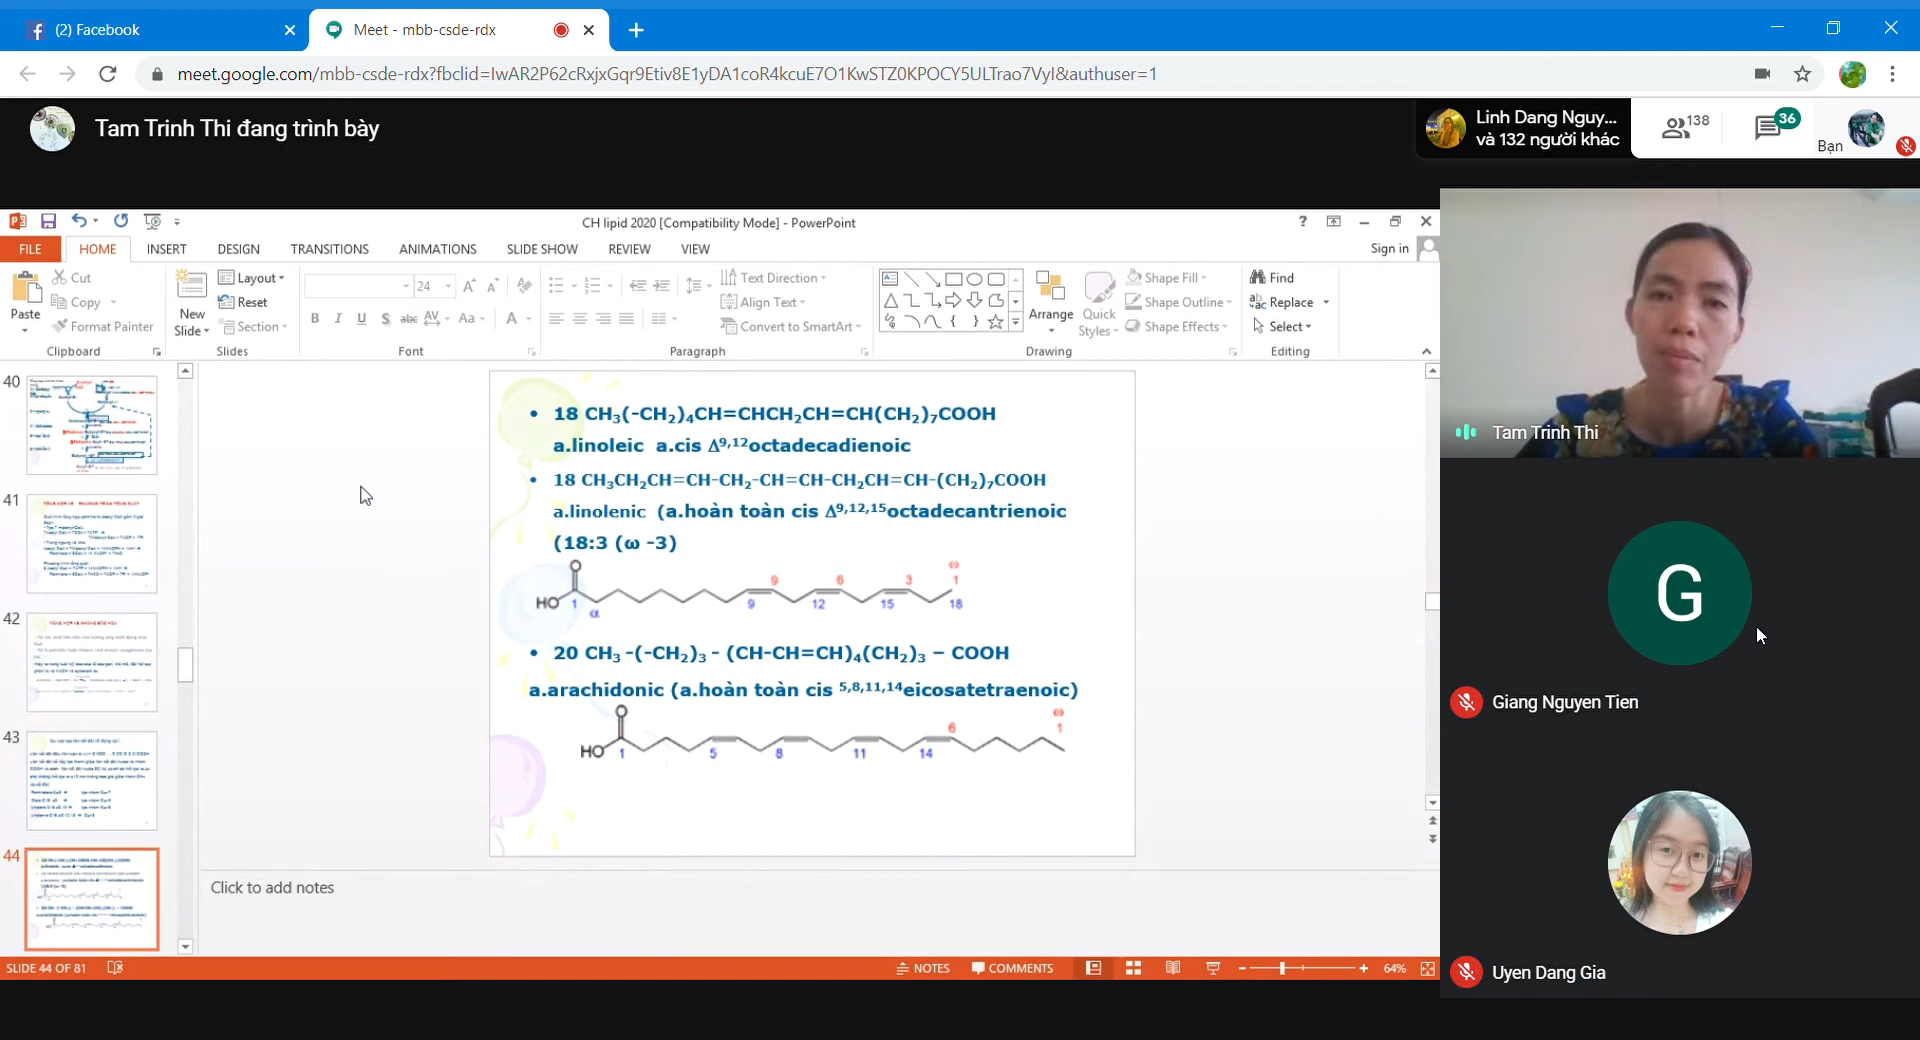 (2) Facebook
Meet - mbb-csde-rdx
meet.google.com/mbb-csde-rdx?fbclid=IwAR2P62cRxjxGqr9Etiv8E1yDA1coR4kcuE7O1KwSTZ0KPOCY5ULTrao7VyI&authuser=1
Tam Trinh Thi đang trình bày
Linh Dang Nguy...
và 132 người khác
138
36
Bạn
CH lipid 2020 [Compatibility Mode] - PowerPoint
FILE HOME INSERT DESIGN TRANSITIONS ANIMATIONS SLIDE SHOW REVIEW VIEW
Sign in
Paste
Cut
Copy
Format Painter
Clipboard
New Slide
Layout
Reset
Section
Slides
24
Font
Text Direction
Align Text
Convert to SmartArt
Paragraph
Arrange
Quick Styles
Shape Fill
Shape Outline
Shape Effects
Drawing
Find
Replace
Select
Editing
40
41
42
43
44
• 18 CH₃(-CH₂)₄CH=CHCH₂CH=CH(CH₂)₇COOH
a.linoleic a.cis Δ⁹,¹²octadecadienoic
• 18 CH₃CH₂CH=CH-CH₂-CH=CH-CH₂CH=CH-(CH₂)₇COOH
a.linolenic (a.hoàn toàn cis Δ⁹,¹²,¹⁵octadecantrienoic
(18:3 (ω -3)
O
HO 1 α 9 12 15 18
9 6 3 ω 1
• 20 CH₃ -(-CH₂)₃ - (CH-CH=CH)₄(CH₂)₃ – COOH
a.arachidonic (a.hoàn toàn cis ⁵,⁸,¹¹,¹⁴eicosatetraenoic)
O
HO 1 5 8 11 14
6 ω 1
Click to add notes
SLIDE 44 OF 81
NOTES
COMMENTS
64%
Tam Trinh Thi
G
Giang Nguyen Tien
Uyen Dang Gia